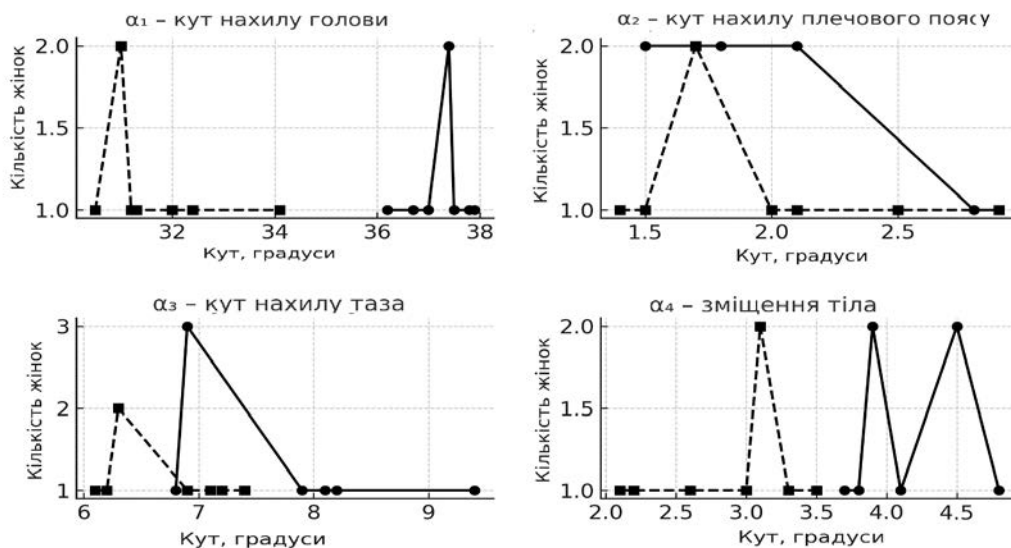 α₁ – кут нахилу голови
2.0
1.5
1.0
Кількість жінок
32 34 36 38
Кут, градуси
α₂ – кут нахилу плечового поясу
2.0
1.5
1.0
Кількість жінок
1.5 2.0 2.5
Кут, градуси
α₃ – кут нахилу таза
3
2
1
Кількість жінок
6 7 8 9
Кут, градуси
α₄ – зміщення тіла
2.0
1.5
1.0
Кількість жінок
2.0 2.5 3.0 3.5 4.0 4.5
Кут, градуси